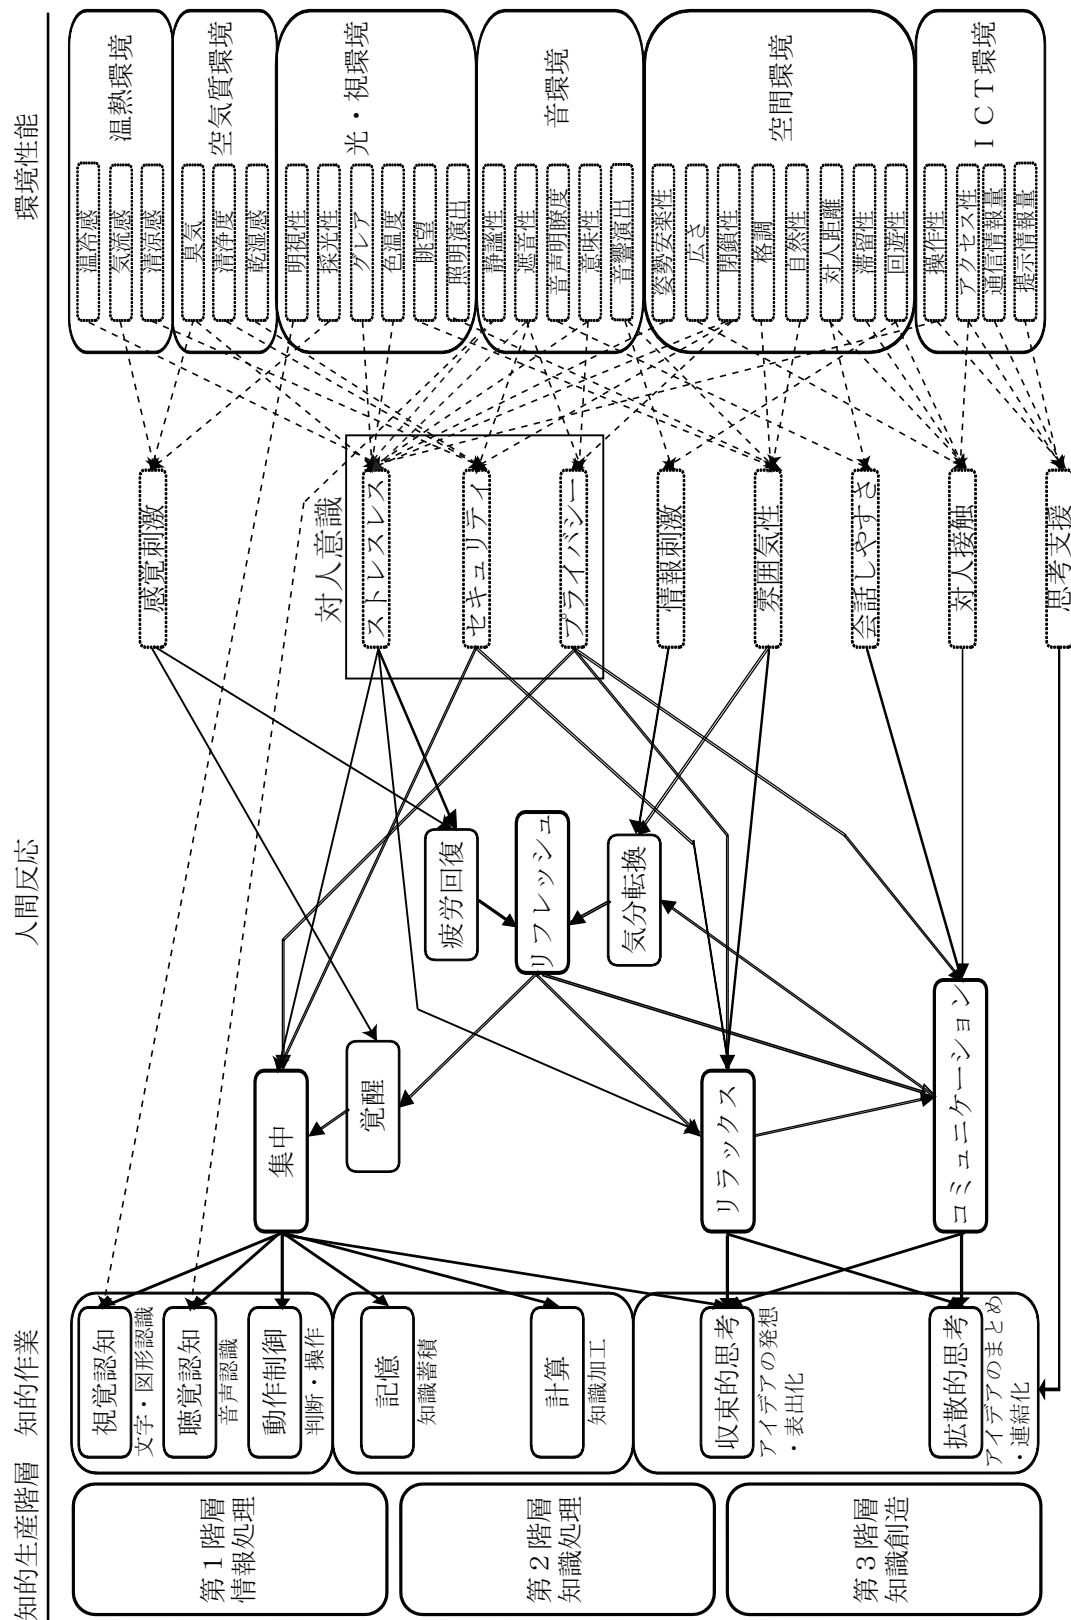 知的生産階層
知的作業
人間反応
環境性能
第１階層
情報処理
第２階層
知識処理
第３階層
知識創造
視覚認知
文字・図形認識
聴覚認知
音声認識
動作制御
判断・操作
記憶
知識蓄積
計算
知識加工
収束的思考
アイデアの発想
・表出化
拡散的思考
アイデアのまとめ
・連結化
集中
覚醒
リラックス
コミュニケーション
疲労回復
リフレッシュ
気分転換
感覚刺激
対人意識
ストレスレス
セキュリテイ
プライバシー
情報刺激
雰囲気性
会話しやすさ
対人接触
思考支援
温冷感
気流感
清涼感
温熱環境
臭気
清浄度
乾湿感
空気質環境
明視性
採光性
グレア
色温度
眺望
照明演出
光・視環境
静謐性
遮音性
音声明瞭度
意味性
音響演出
音環境
姿勢安楽性
広さ
閉鎖性
格調
自然性
対人距離
滞留性
回遊性
空間環境
操作性
アクセス性
通信情報量
提示情報量
ＩＣＴ環境